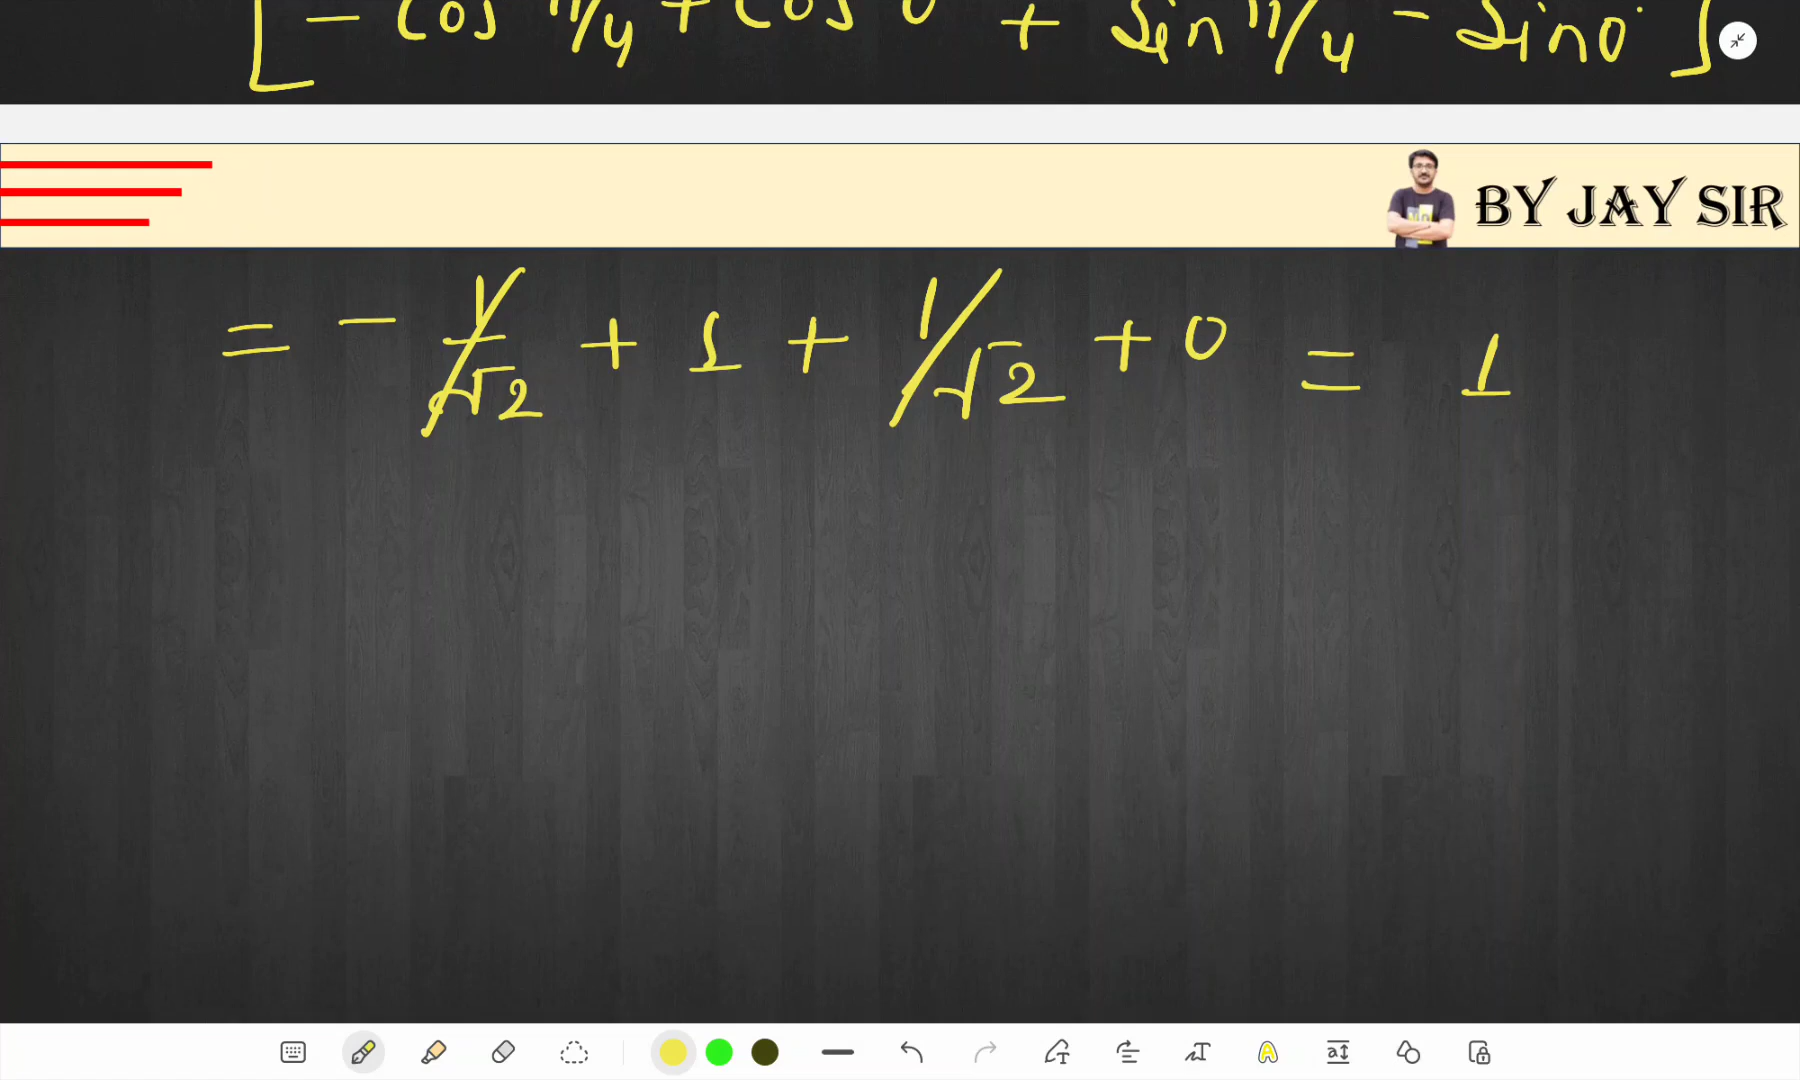 [ - Cos π/4 + Cos 0 + Sin π/4 - Sin 0 ]
BY JAY SIR
= - 1/√2 + 1 + 1/√2 + 0 = 1